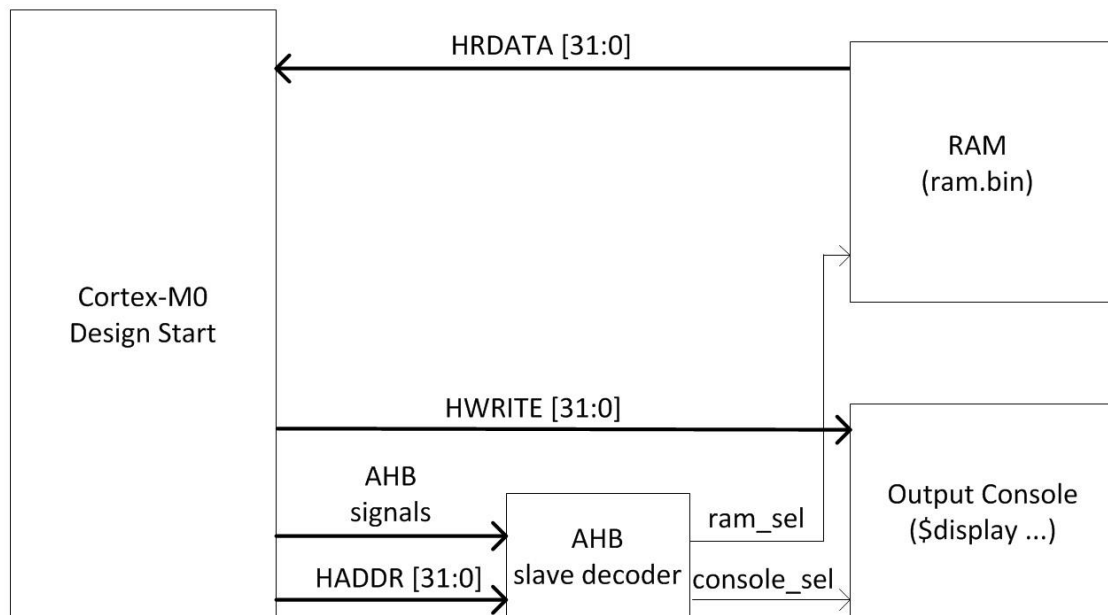 HRDATA [31:0]
RAM
(ram.bin)
Cortex-M0
Design Start
HWRITE [31:0]
AHB
signals
HADDR [31:0]
AHB
slave decoder
ram_sel
console_sel
Output Console
($display ...)